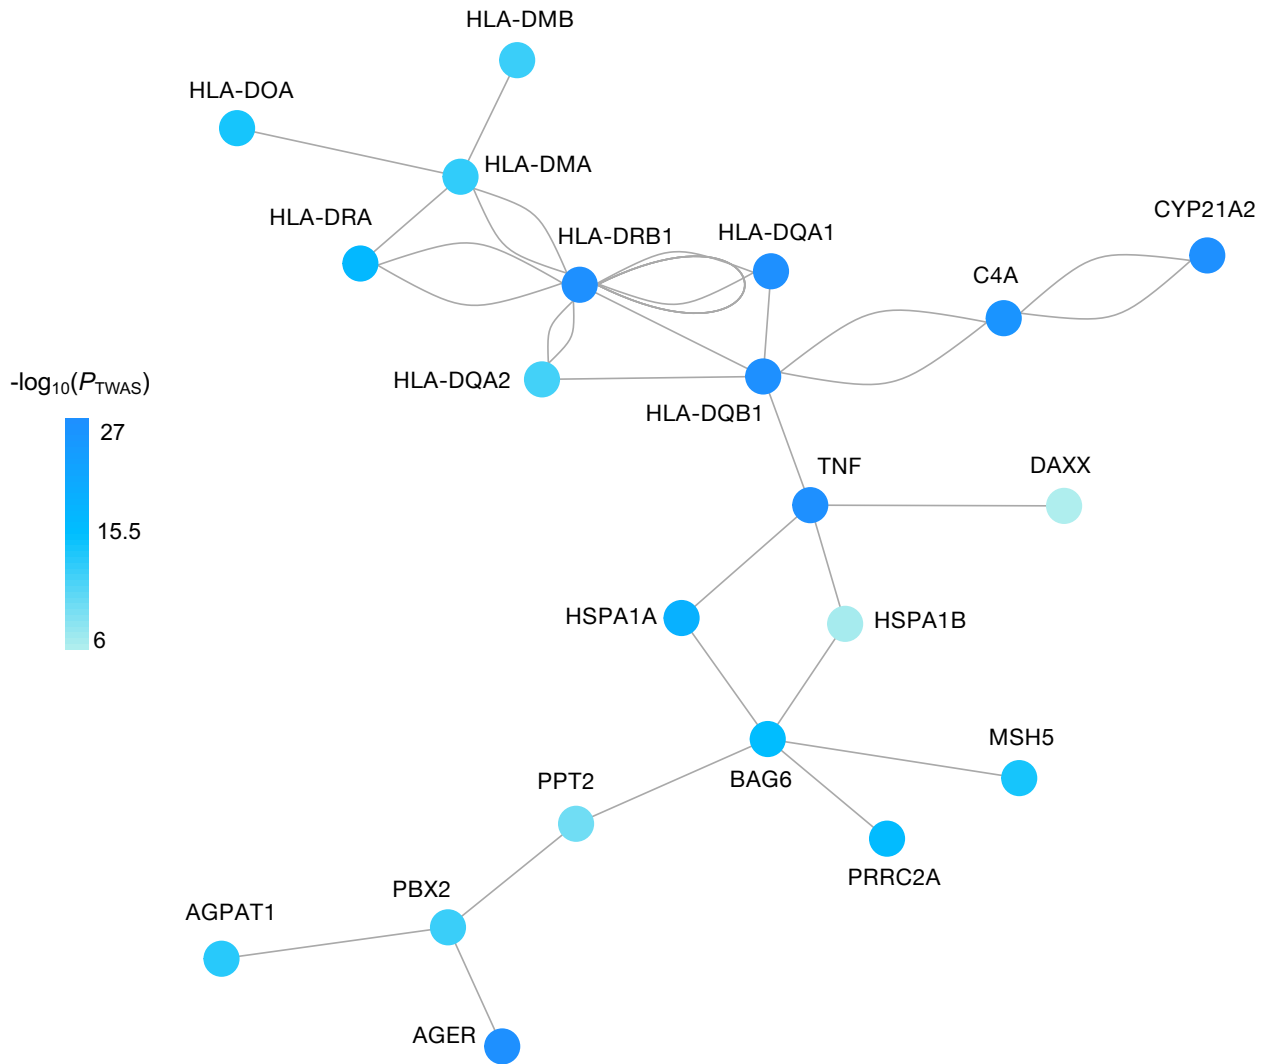 HLA-DMB
HLA-DOA
HLA-DMA
HLA-DRA
HLA-DRB1
HLA-DQA1
CYP21A2
C4A
HLA-DQA2
HLA-DQB1
-log₁₀(P_TWAS)
27
15.5
6
TNF
DAXX
HSPA1A
HSPA1B
BAG6
MSH5
PPT2
PRRC2A
PBX2
AGPAT1
AGER